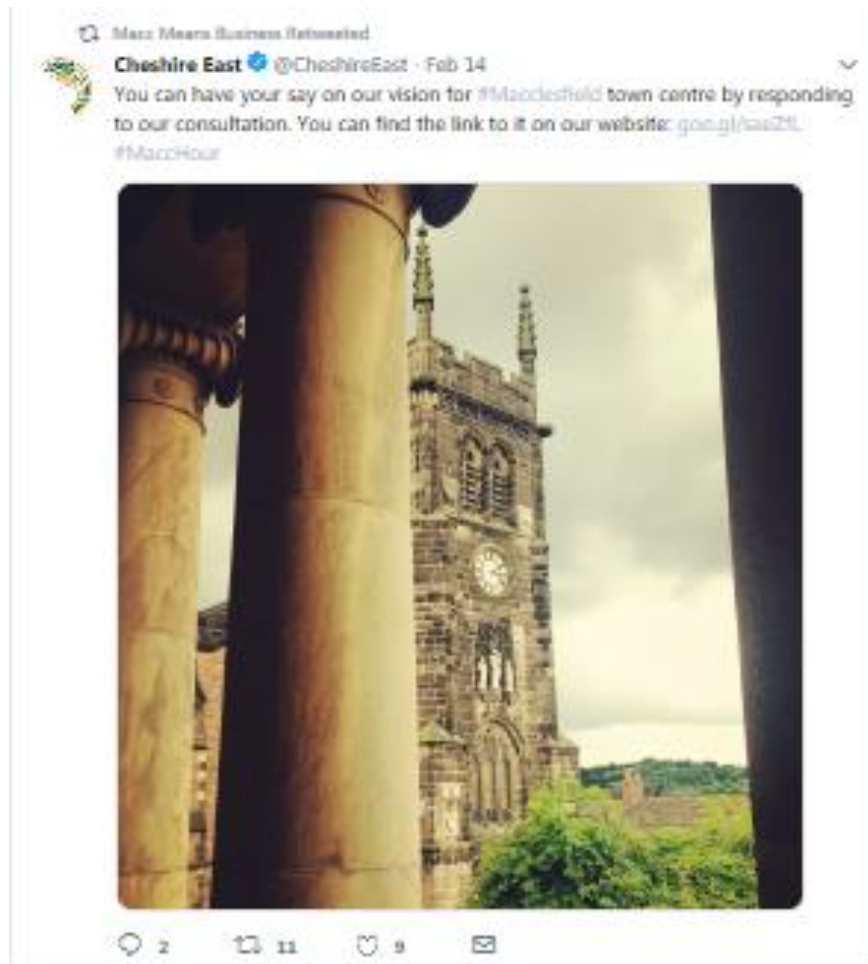 Macc Means Business Retweeted
Cheshire East @CheshireEast · Feb 14
You can have your say on our vision for #Macclesfield town centre by responding
to our consultation. You can find the link to it on our website:
#MaccHour
2 11 9